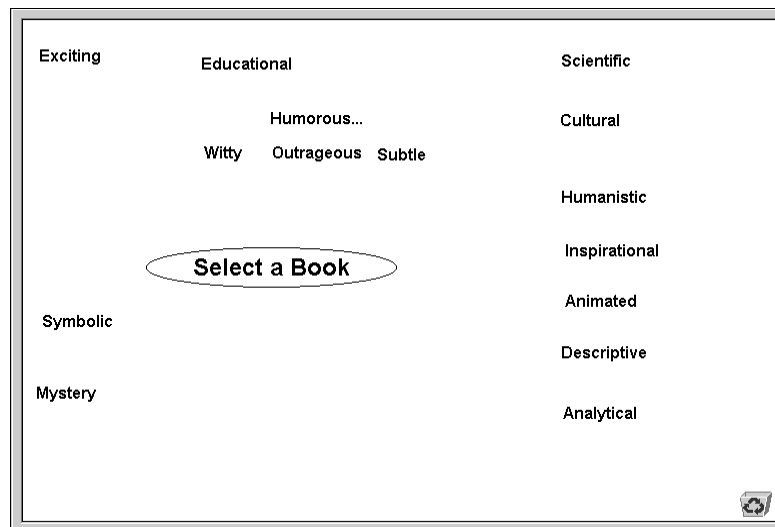 Exciting
Educational
Scientific
Humorous...
Cultural
Witty Outrageous Subtle
Humanistic
Inspirational
Select a Book
Animated
Symbolic
Descriptive
Mystery
Analytical